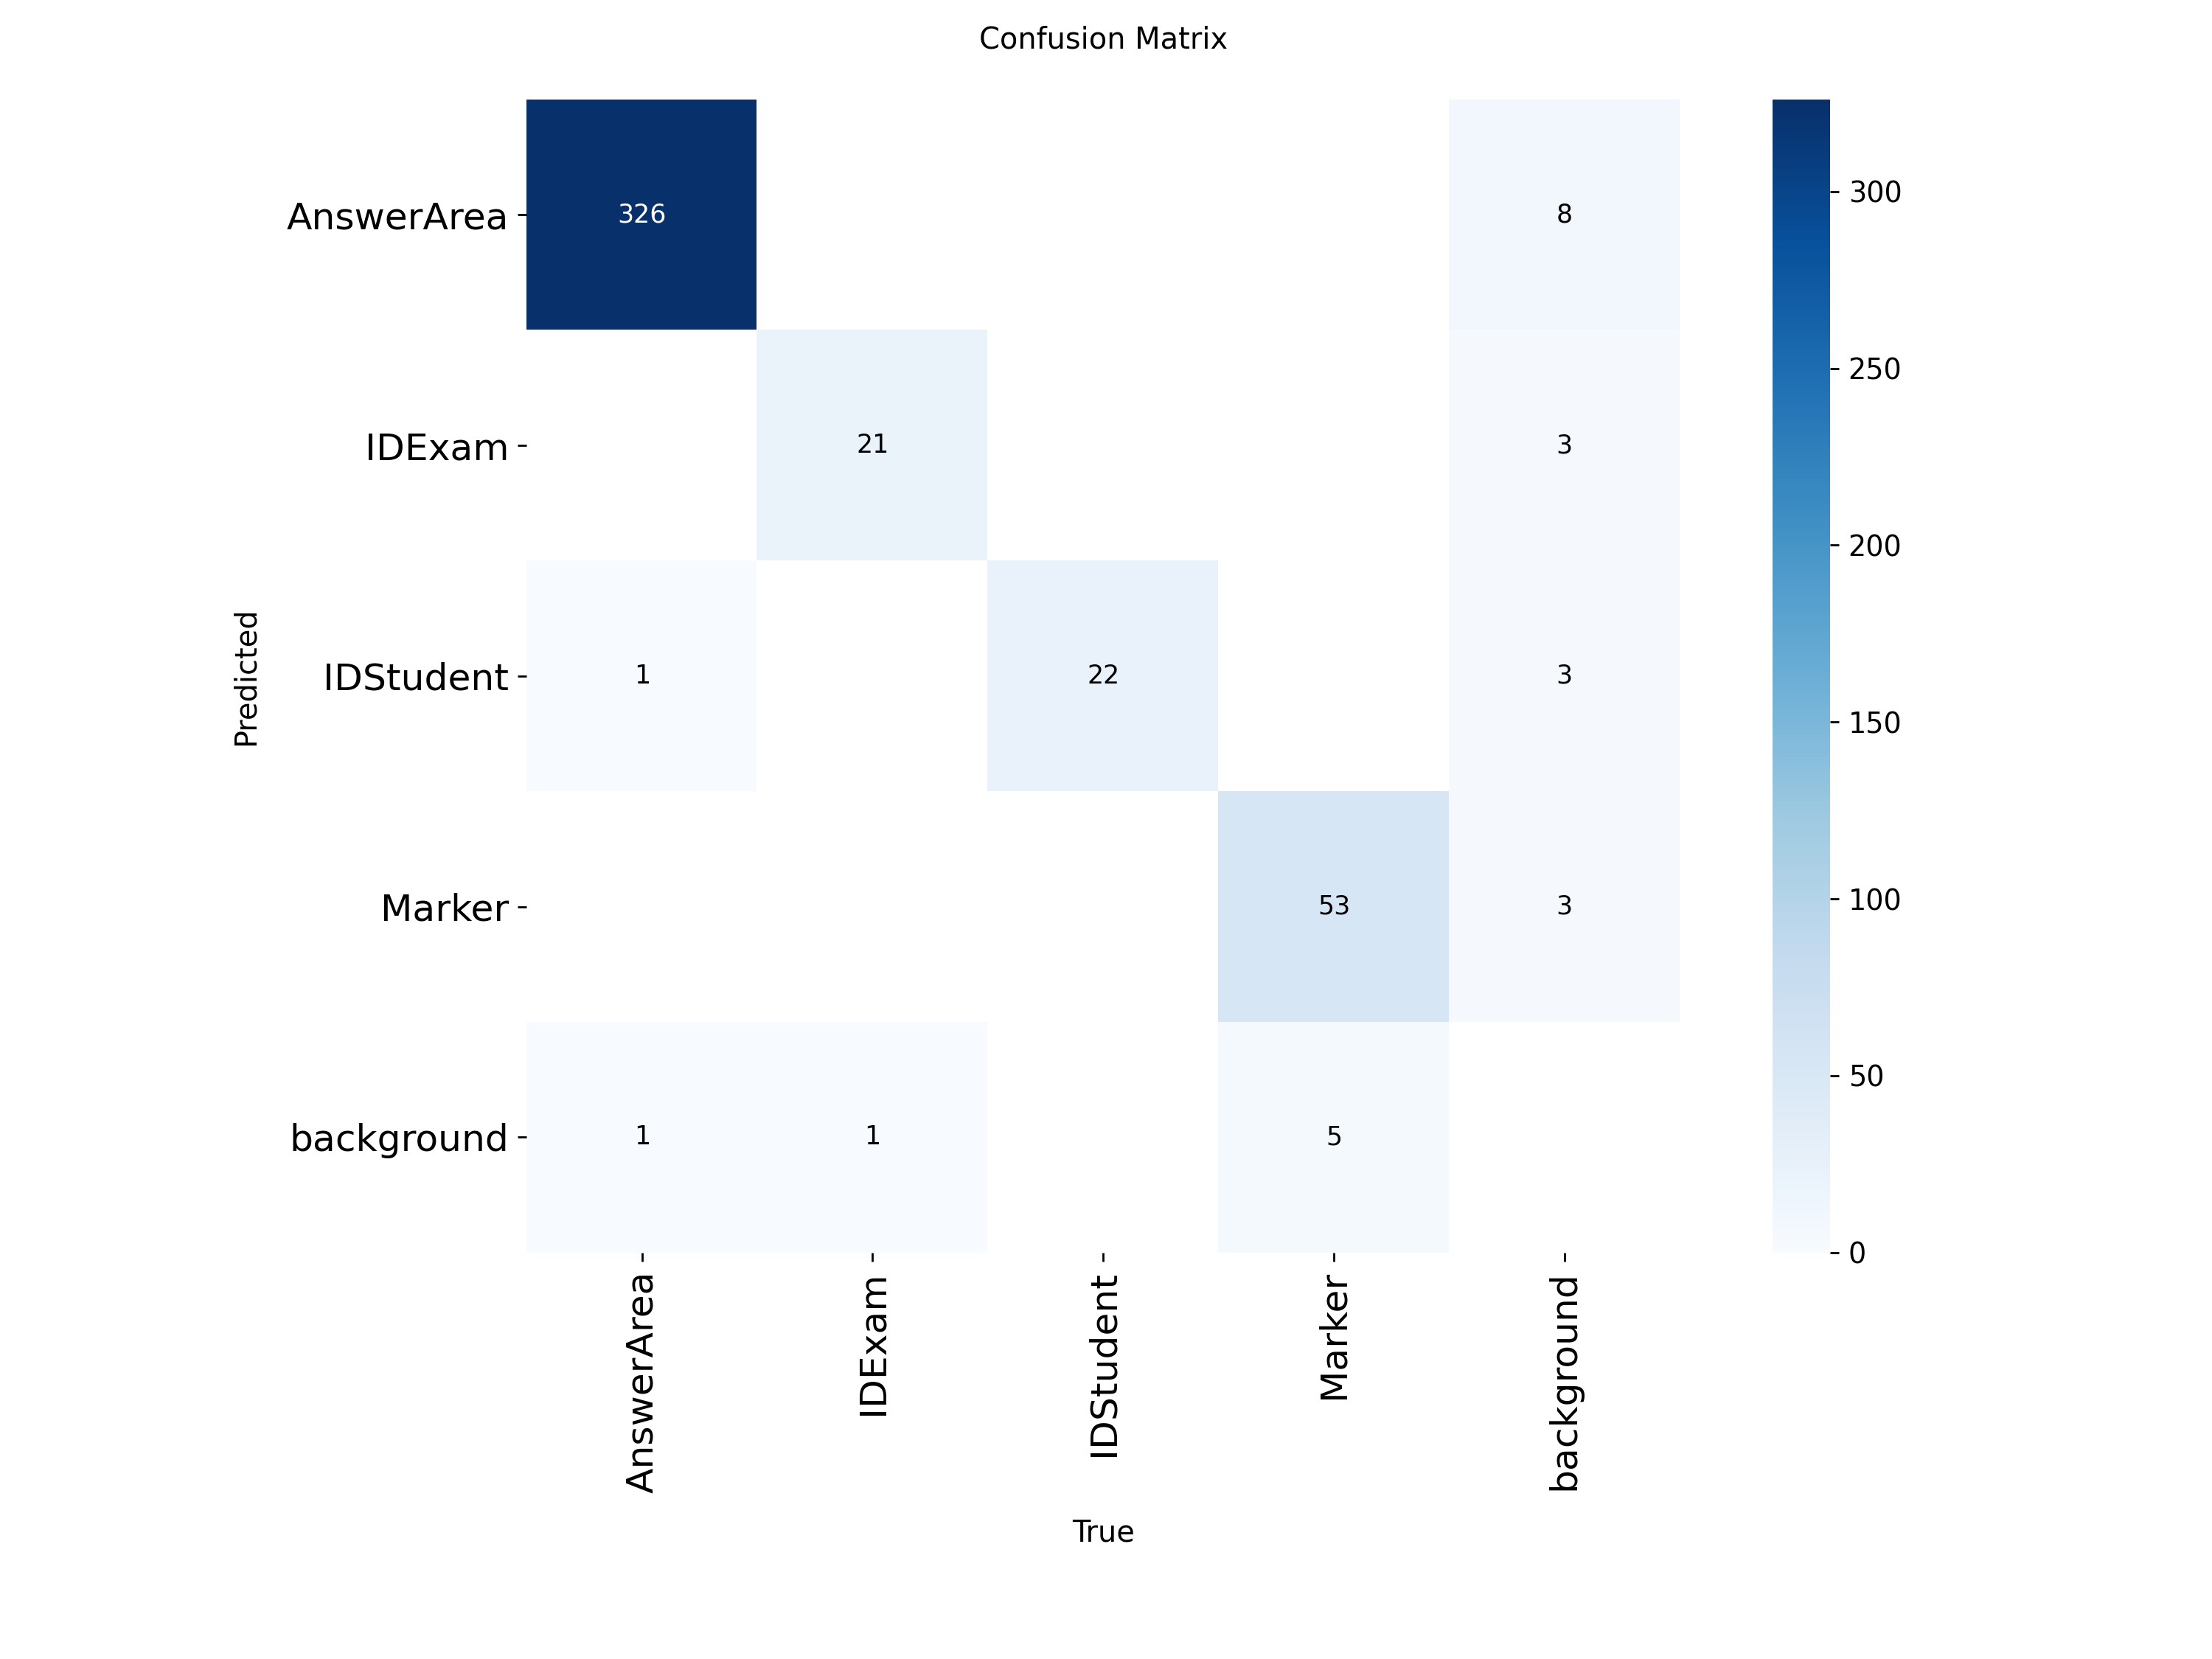 Confusion Matrix
AnswerArea
326
8
300
250
IDExam
21
3
200
Predicted
IDStudent
1
22
3
150
Marker
53
3
100
50
background
1
1
5
0
AnswerArea
IDExam
IDStudent
Marker
background
True